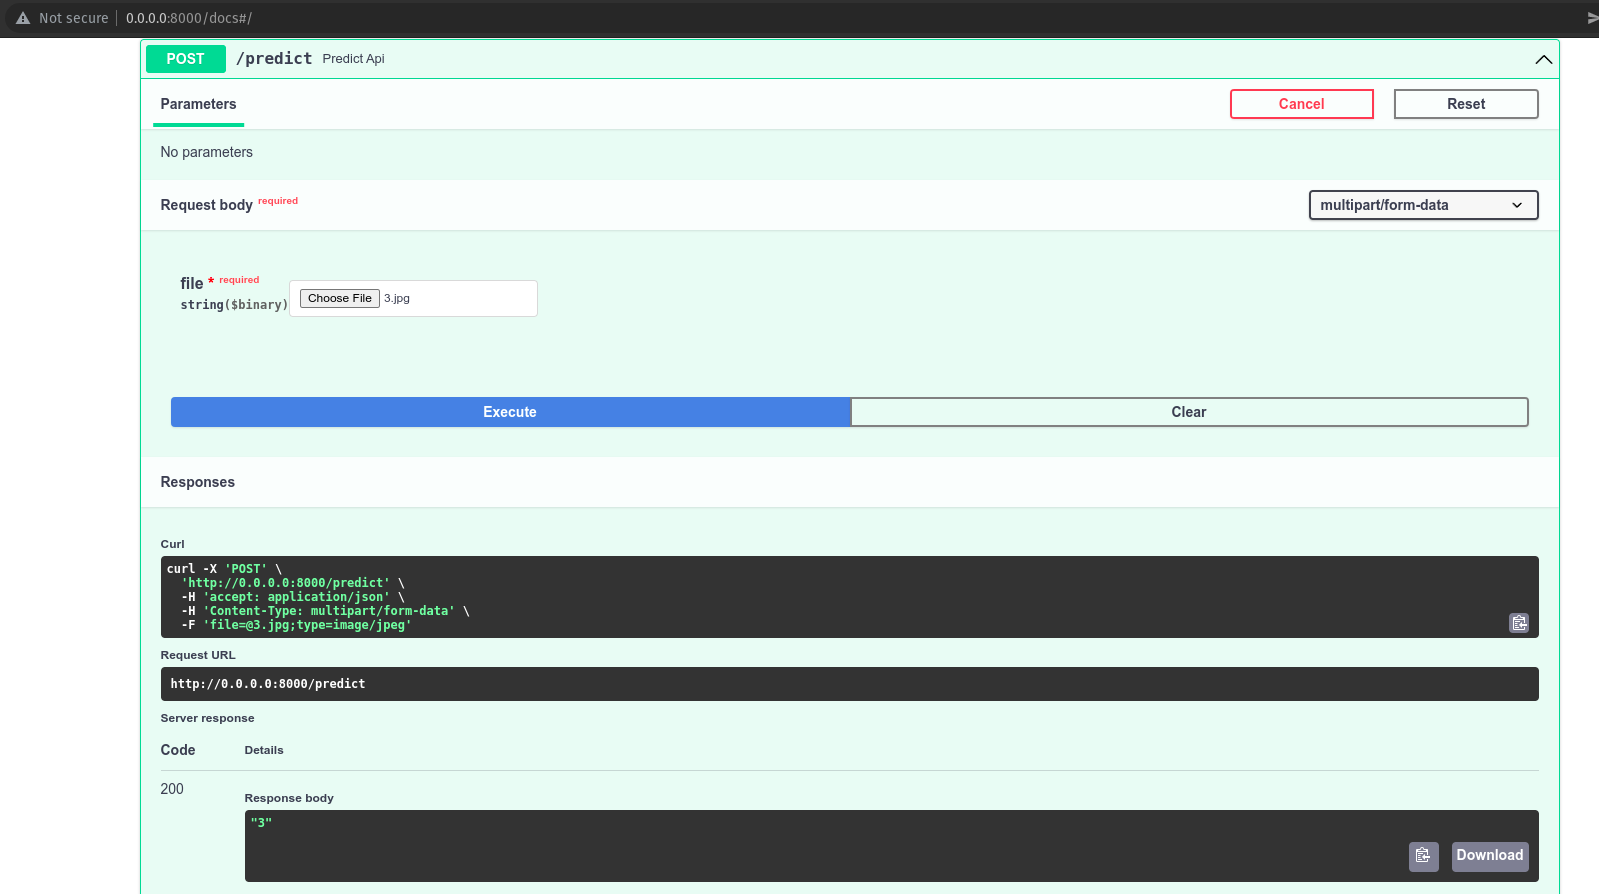 Not secure 0.0.0.0:8000/docs#/
POST /predict Predict Api
Parameters Cancel Reset
No parameters
Request body required multipart/form-data
file * required
string($binary) Choose File 3.jpg
Execute Clear
Responses
Curl
curl -X 'POST' \
'http://0.0.0.0:8000/predict' \
-H 'accept: application/json' \
-H 'Content-Type: multipart/form-data' \
-F 'file=@3.jpg;type=image/jpeg'
Request URL
http://0.0.0.0:8000/predict
Server response
Code Details
200
Response body
"3"
Download